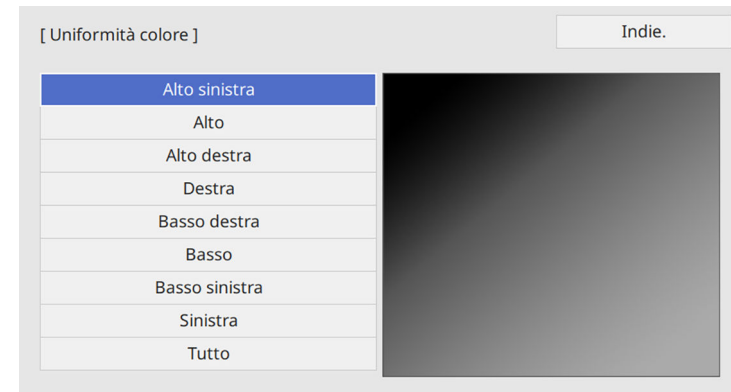 [ Uniformità colore ]
Indie.
Alto sinistra
Alto
Alto destra
Destra
Basso destra
Basso
Basso sinistra
Sinistra
Tutto